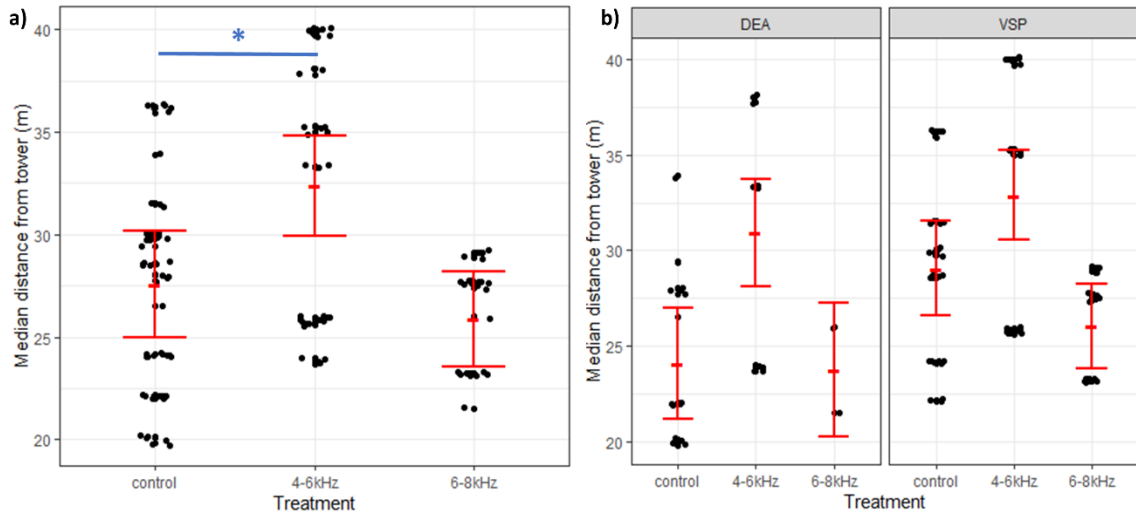 a)
Median distance from tower (m)
40
35
30
25
20
*
control
4-6kHz
6-8kHz
Treatment
b)
DEA
VSP
Median distance from tower (m)
40
35
30
25
20
control
4-6kHz
6-8kHz
control
4-6kHz
6-8kHz
Treatment